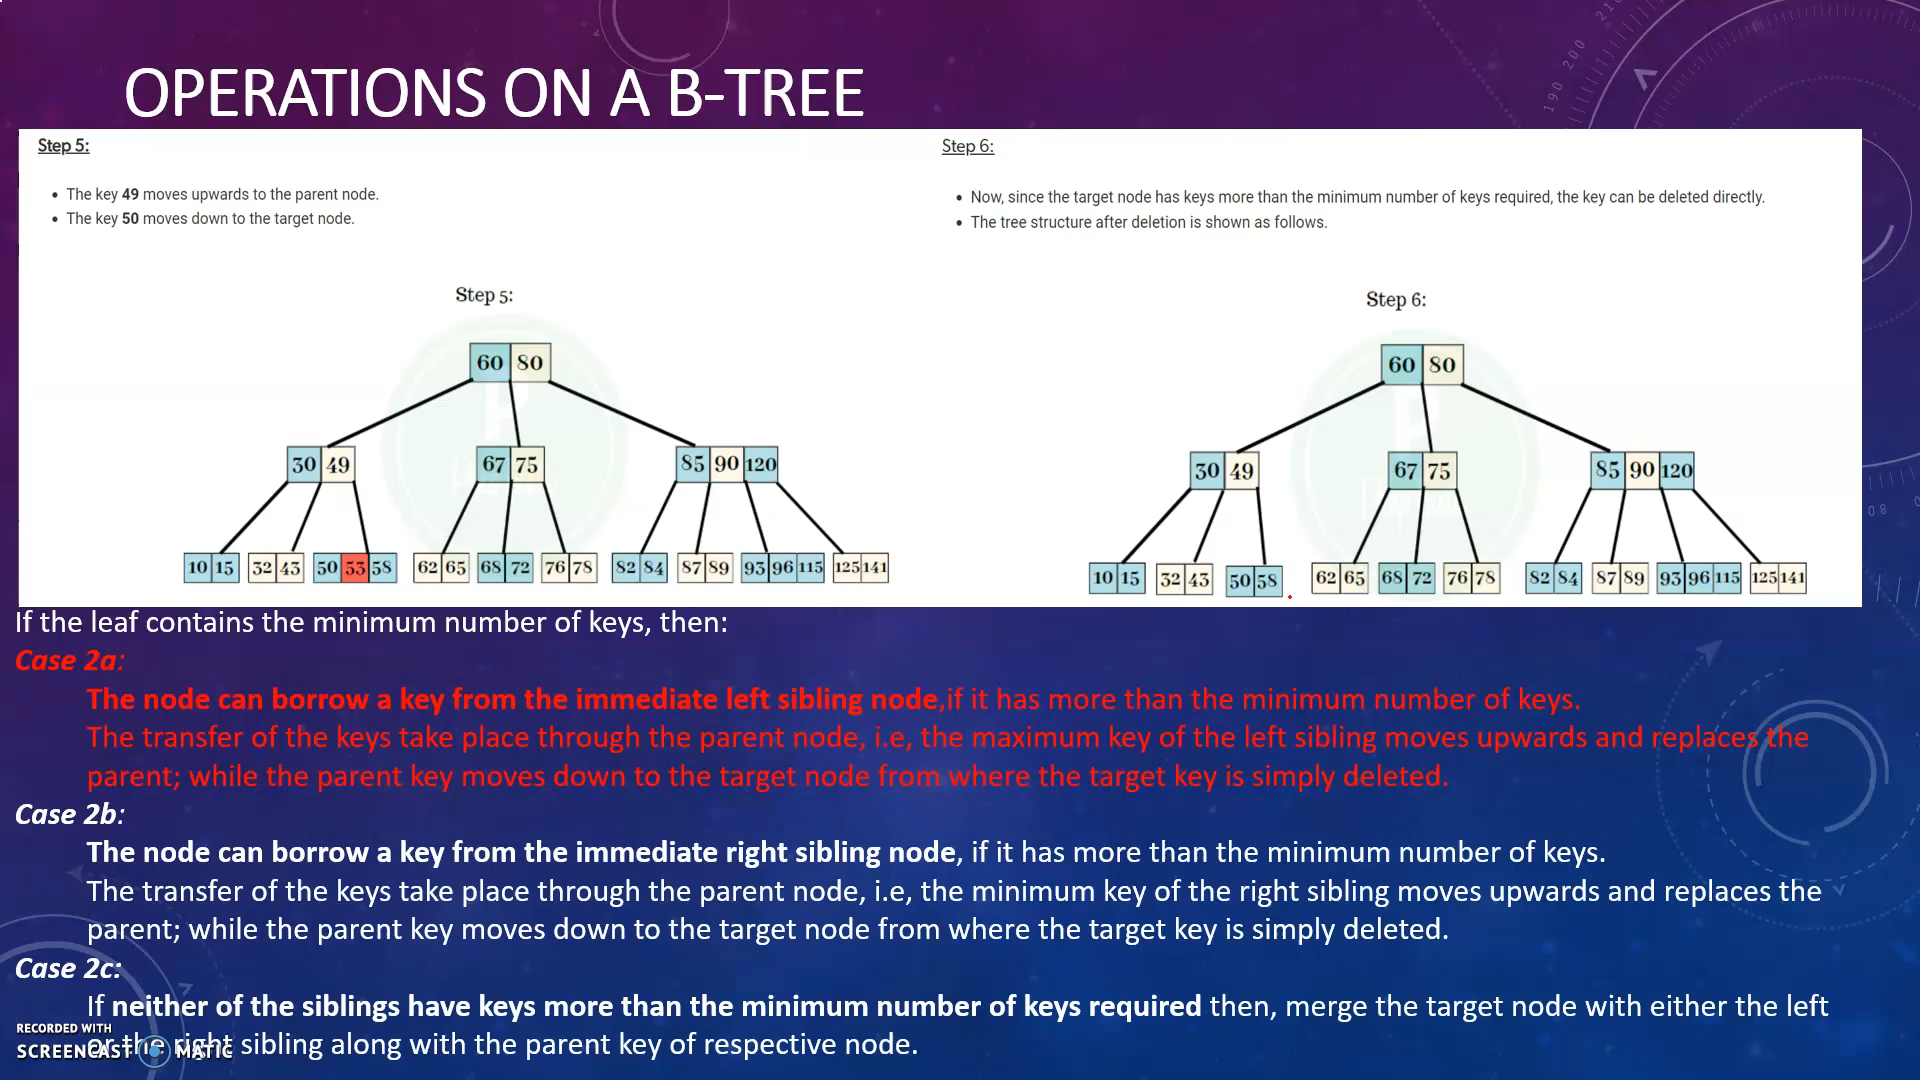 OPERATIONS ON A B-TREE
Step 5:
The key 49 moves upwards to the parent node.
The key 50 moves down to the target node.
Step 5:
60 80
30 49 67 75 85 90 120
10 15 32 43 50 53 58 62 65 68 72 76 78 82 84 87 89 93 96 115 125 141
Step 6:
Now, since the target node has keys more than the minimum number of keys required, the key can be deleted directly.
The tree structure after deletion is shown as follows.
Step 6:
60 80
30 49 67 75 85 90 120
10 15 32 43 50 58 62 65 68 72 76 78 82 84 87 89 93 96 115 125 141
If the leaf contains the minimum number of keys, then:
Case 2a:
The node can borrow a key from the immediate left sibling node,if it has more than the minimum number of keys.
The transfer of the keys take place through the parent node, i.e, the maximum key of the left sibling moves upwards and replaces the
parent; while the parent key moves down to the target node from where the target key is simply deleted.
Case 2b:
The node can borrow a key from the immediate right sibling node, if it has more than the minimum number of keys.
The transfer of the keys take place through the parent node, i.e, the minimum key of the right sibling moves upwards and replaces the
parent; while the parent key moves down to the target node from where the target key is simply deleted.
Case 2c:
If neither of the siblings have keys more than the minimum number of keys required then, merge the target node with either the left
or the right sibling along with the parent key of respective node.
RECORDED WITH
SCREENCAST MATIC
190 200 210
80